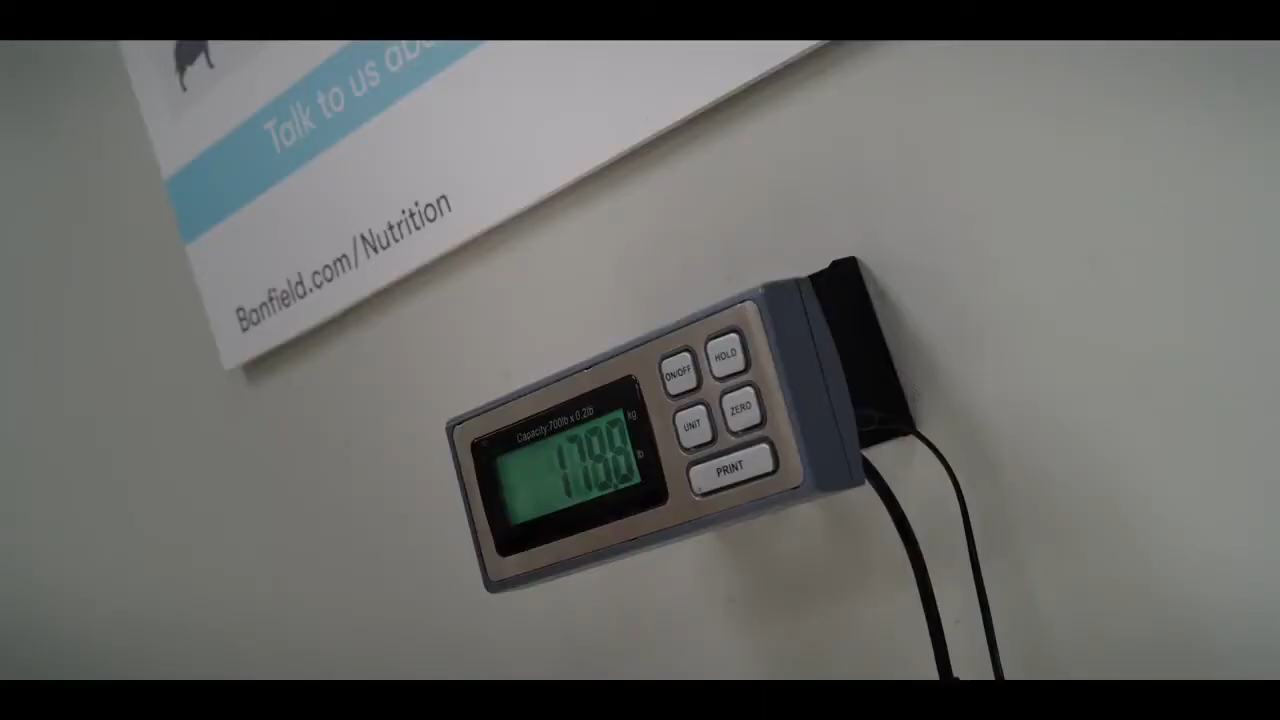 Talk to us abo
Banfield.com/Nutrition
Capacity:700lb x 0.2lb
178.8
kg
lb
ON/OFF
HOLD
UNIT
ZERO
PRINT